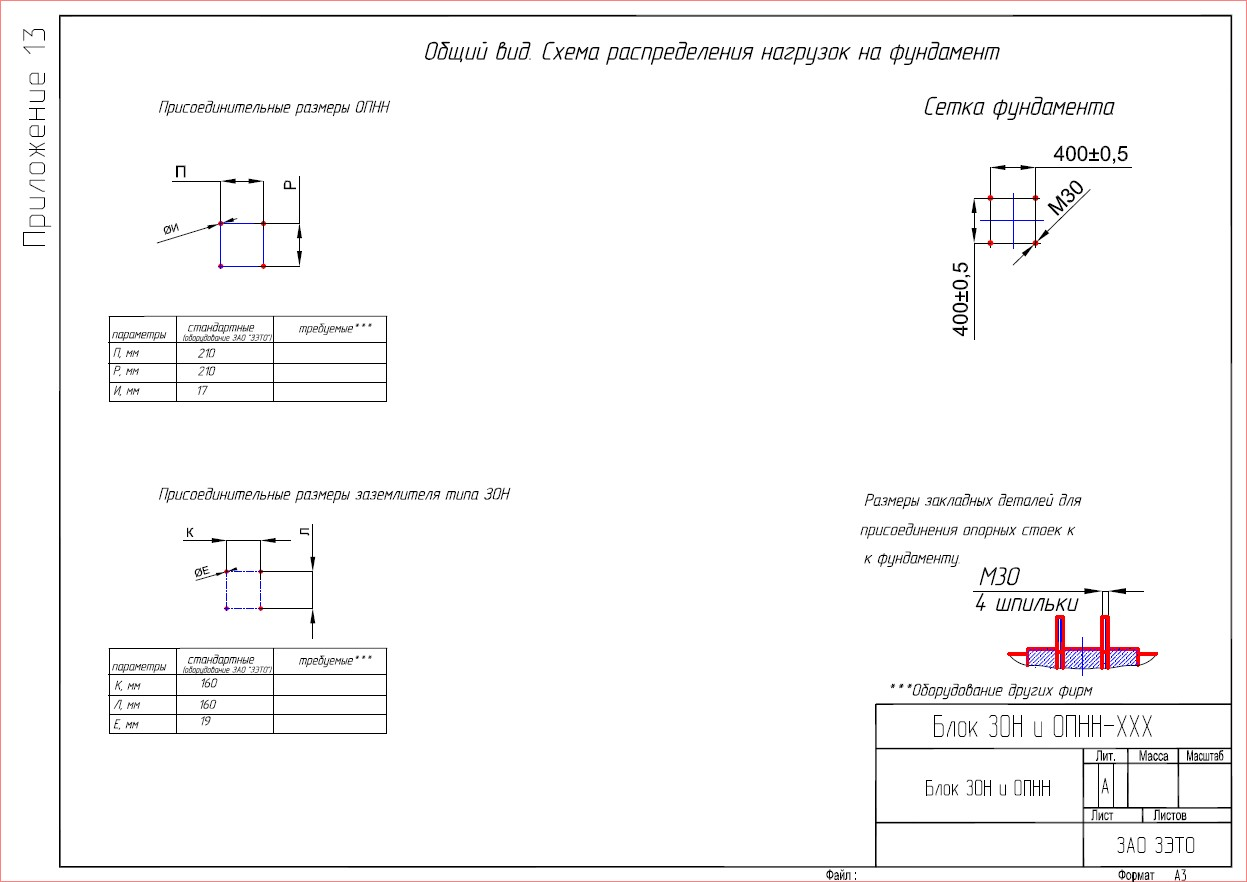 Приложение 13
Общий вид. Схема распределения нагрузок на фундамент
Присоединительные размеры ОПНН
П
Р
ØИ
параметры стандартные (оборудование ЗАО "ЗЭТО") требуемые***
П, мм 210
Р, мм 210
И, мм 17
Сетка фундамента
400±0,5
М30
400±0,5
Присоединительные размеры заземлителя типа ЗОН
К
Л
ØЕ
параметры стандартные (оборудование ЗАО "ЗЭТО") требуемые***
К, мм 160
Л, мм 160
Е, мм 19
Размеры закладных деталей для
присоединения опорных стоек к
к фундаменту.
М30
4 шпильки
***Оборудование других фирм
Блок ЗОН и ОПНН-ХХХ
Блок ЗОН и ОПНН
Лит. Масса Масштаб
А
Лист Листов
ЗАО ЗЭТО
Файл : Формат А3